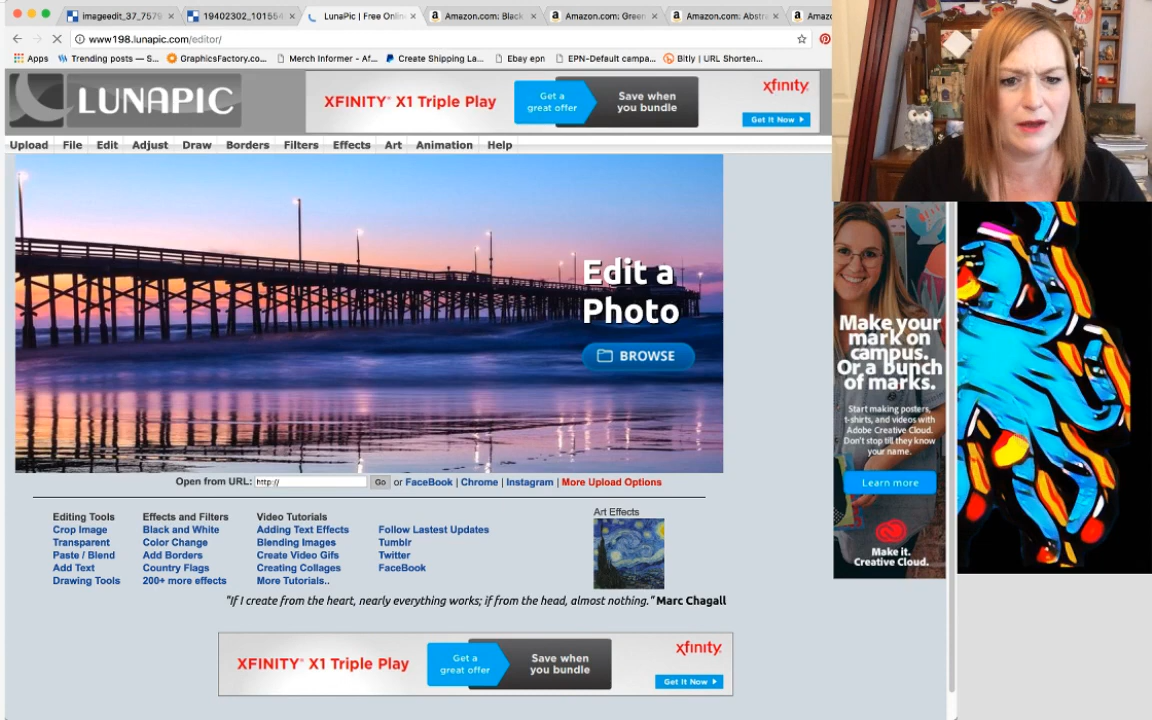 imageedit_37_7579
19402302_10155
LunaPic | Free Onlin
Amazon.com: Black
Amazon.com: Green
Amazon.com: Abstr
Amazo
www198.lunapic.com/editor/
Apps
Trending posts — S...
GraphicsFactory.co...
Merch Informer - Af...
Create Shipping La...
Ebay epn
EPN-Default campa...
Bitly | URL Shorten...
LUNAPIC
XFINITY® X1 Triple Play
Get a
great offer
Save when
you bundle
xfinity
Get It Now
Upload File Edit Adjust Draw Borders Filters Effects Art Animation Help
Edit a
Photo
BROWSE
Open from URL: http:// Go or FaceBook | Chrome | Instagram | More Upload Options
Editing Tools
Crop Image
Transparent
Paste / Blend
Add Text
Drawing Tools
Effects and Filters
Black and White
Color Change
Add Borders
Country Flags
200+ more effects
Video Tutorials
Adding Text Effects
Blending Images
Create Video Gifs
Creating Collages
More Tutorials..
Follow Lastest Updates
Tumblr
Twitter
FaceBook
Art Effects
"If I create from the heart, nearly everything works; if from the head, almost nothing." Marc Chagall
XFINITY® X1 Triple Play
Get a
great offer
Save when
you bundle
xfinity
Get It Now
Make your
mark on
campus.
Or a bunch
of marks.
Start making posters,
t-shirts, and videos with
Adobe Creative Cloud.
Don't stop till they know
your name.
Learn more
Make it.
Creative Cloud.